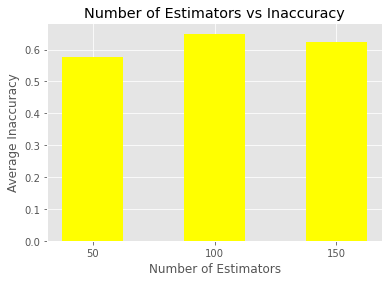 Number of Estimators vs Inaccuracy
Average Inaccuracy
0.6
0.5
0.4
0.3
0.2
0.1
0.0
50 100 150
Number of Estimators